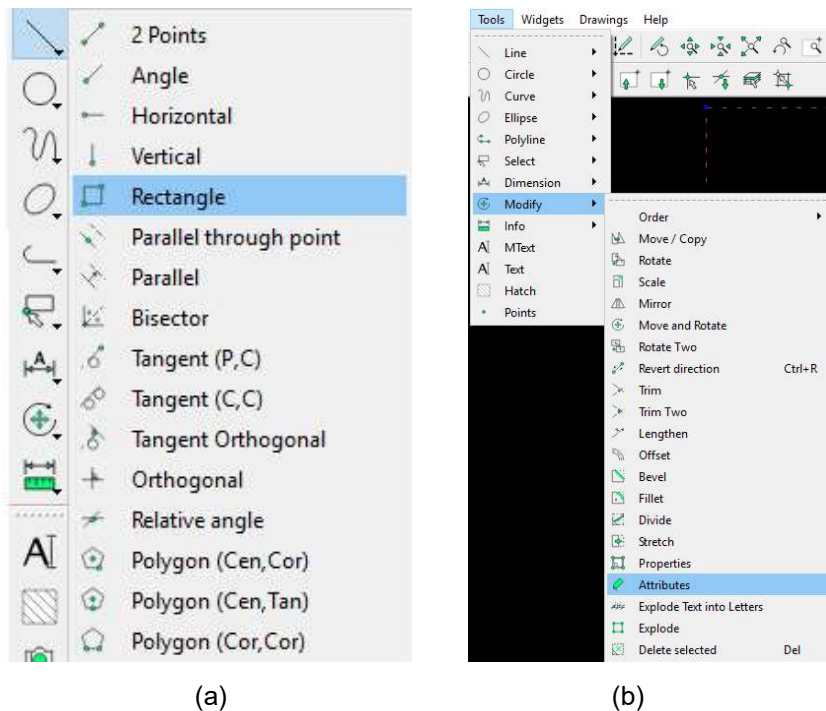 2 Points
Angle
Horizontal
Vertical
Rectangle
Parallel through point
Parallel
Bisector
Tangent (P,C)
Tangent (C,C)
Tangent Orthogonal
Orthogonal
Relative angle
Polygon (Cen,Cor)
Polygon (Cen,Tan)
Polygon (Cor,Cor)
A
AI
(a)
Tools Widgets Drawings Help
Line
Circle
Curve
Ellipse
Polyline
Select
Dimension
Modify
Info
AI MText
AI Text
Hatch
Points
Order
Move / Copy
Rotate
Scale
Mirror
Move and Rotate
Rotate Two
Revert direction Ctrl+R
Trim
Trim Two
Lengthen
Offset
Bevel
Fillet
Divide
Stretch
Properties
Attributes
Explode Text into Letters
Explode
Delete selected Del
(b)